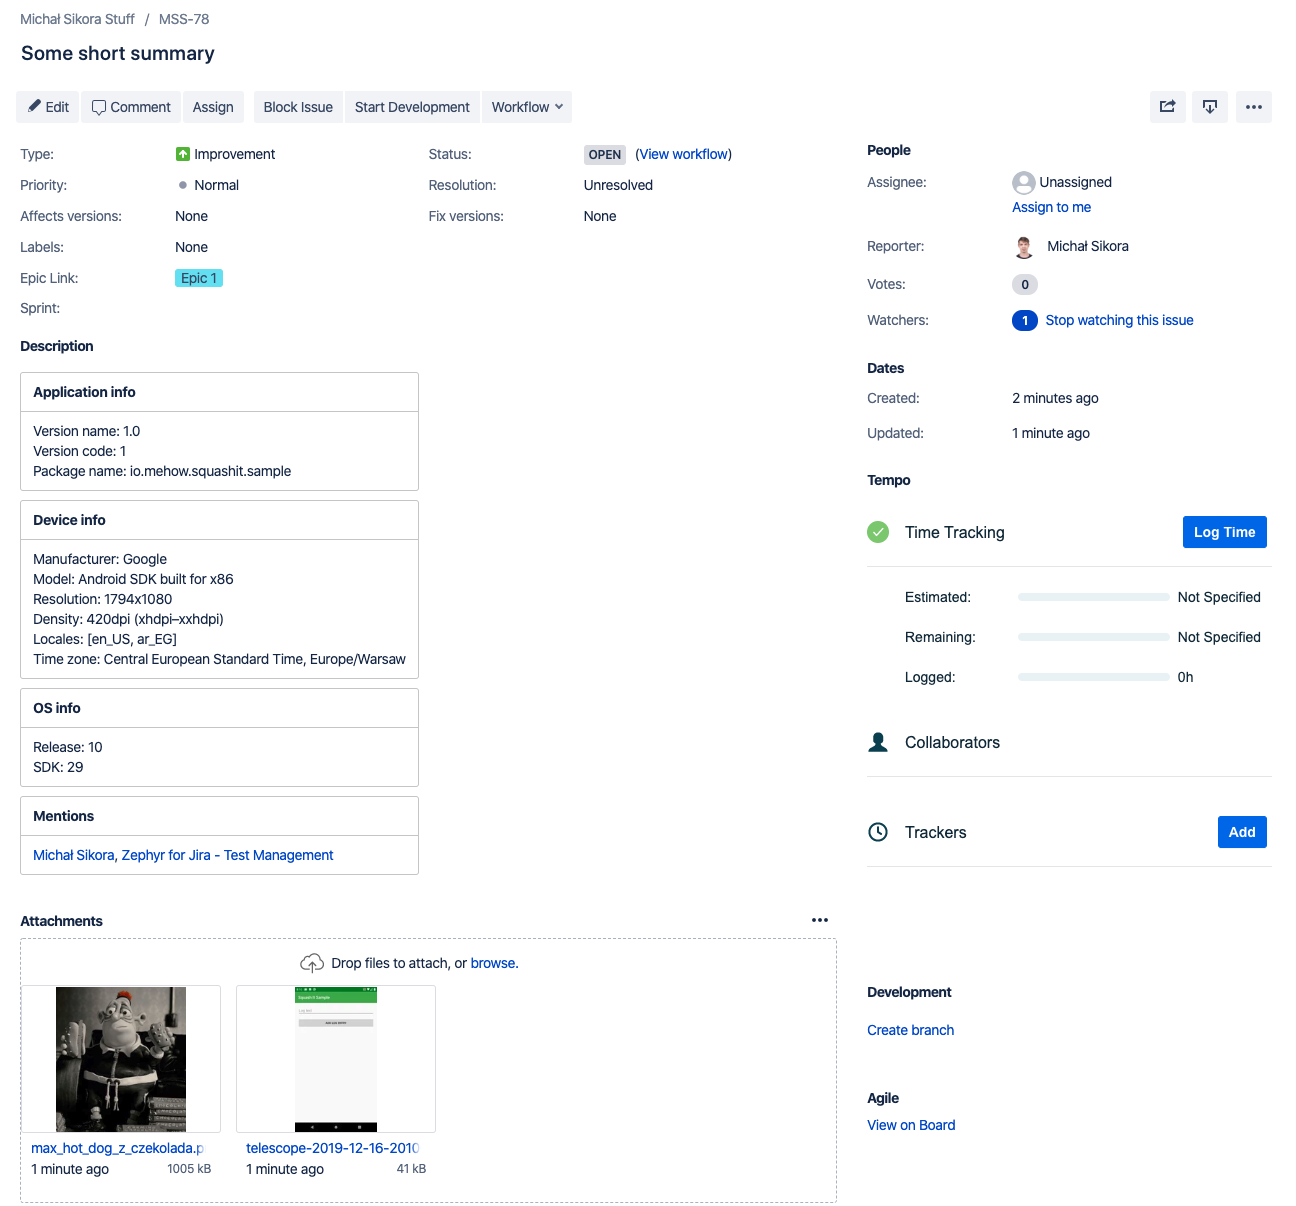 Michał Sikora Stuff / MSS-78
Some short summary
Edit Comment Assign Block Issue Start Development Workflow
Type: Improvement
Priority: Normal
Affects versions: None
Labels: None
Epic Link: Epic 1
Sprint:
Status: OPEN (View workflow)
Resolution: Unresolved
Fix versions: None
Description
Application info
Version name: 1.0
Version code: 1
Package name: io.mehow.squashit.sample
Device info
Manufacturer: Google
Model: Android SDK built for x86
Resolution: 1794x1080
Density: 420dpi (xhdpi–xxhdpi)
Locales: [en_US, ar_EG]
Time zone: Central European Standard Time, Europe/Warsaw
OS info
Release: 10
SDK: 29
Mentions
Michał Sikora, Zephyr for Jira - Test Management
Attachments
Drop files to attach, or browse.
Squash It Sample
max_hot_dog_z_czekolada.p
1 minute ago 1005 kB
telescope-2019-12-16-2010
1 minute ago 41 kB
People
Assignee: Unassigned
Assign to me
Reporter: Michał Sikora
Votes: 0
Watchers: 1 Stop watching this issue
Dates
Created: 2 minutes ago
Updated: 1 minute ago
Tempo
Time Tracking Log Time
Estimated: Not Specified
Remaining: Not Specified
Logged: 0h
Collaborators
Trackers Add
Development
Create branch
Agile
View on Board